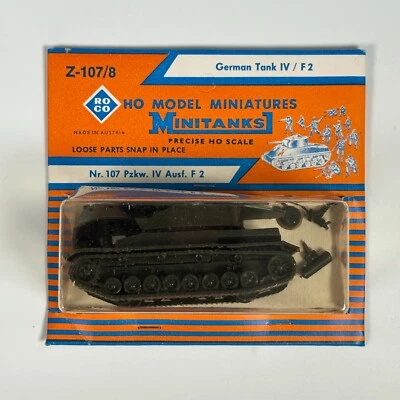 Z-107/8
German Tank IV / F 2
ROCO
MADE IN AUSTRIA
HO MODEL MINIATURES
MINITANKS
PRECISE HO SCALE
LOOSE PARTS SNAP IN PLACE
Nr. 107 Pzkw. IV Ausf. F 2